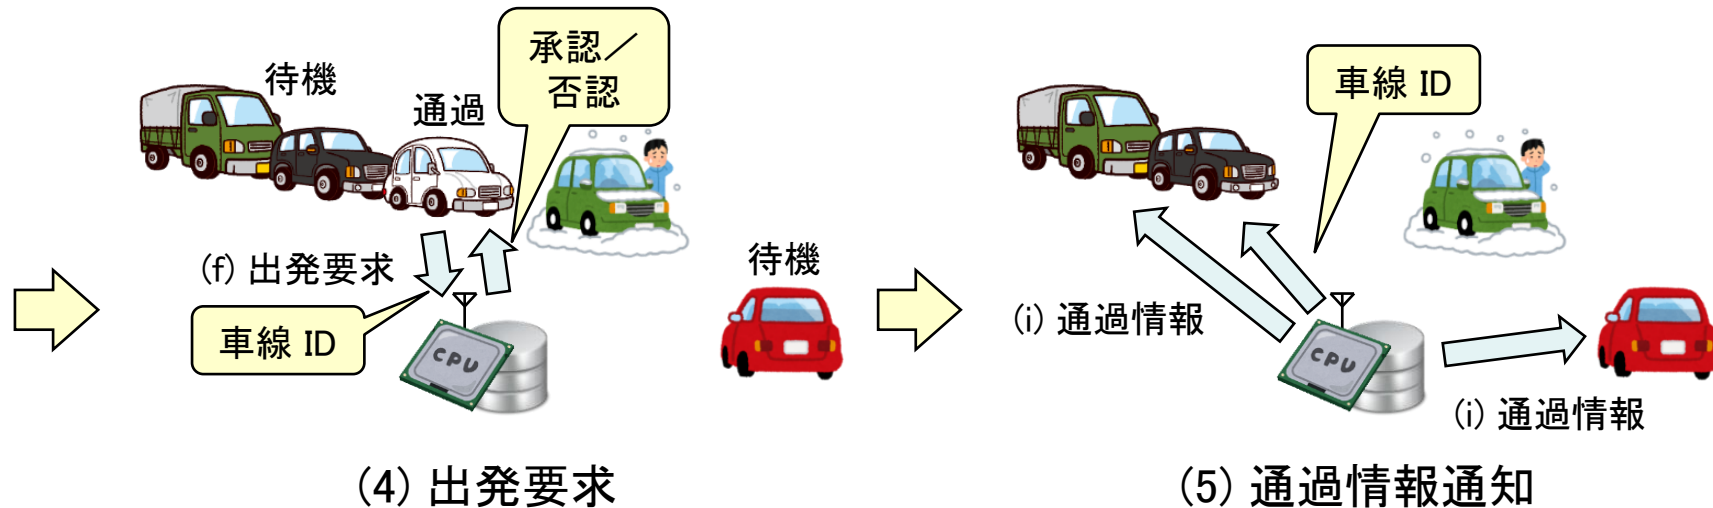 待機
通過
承認／
否認
(f) 出発要求
車線 ID
CPU
待機
(4) 出発要求
車線 ID
(i) 通過情報
CPU
(i) 通過情報
(5) 通過情報通知